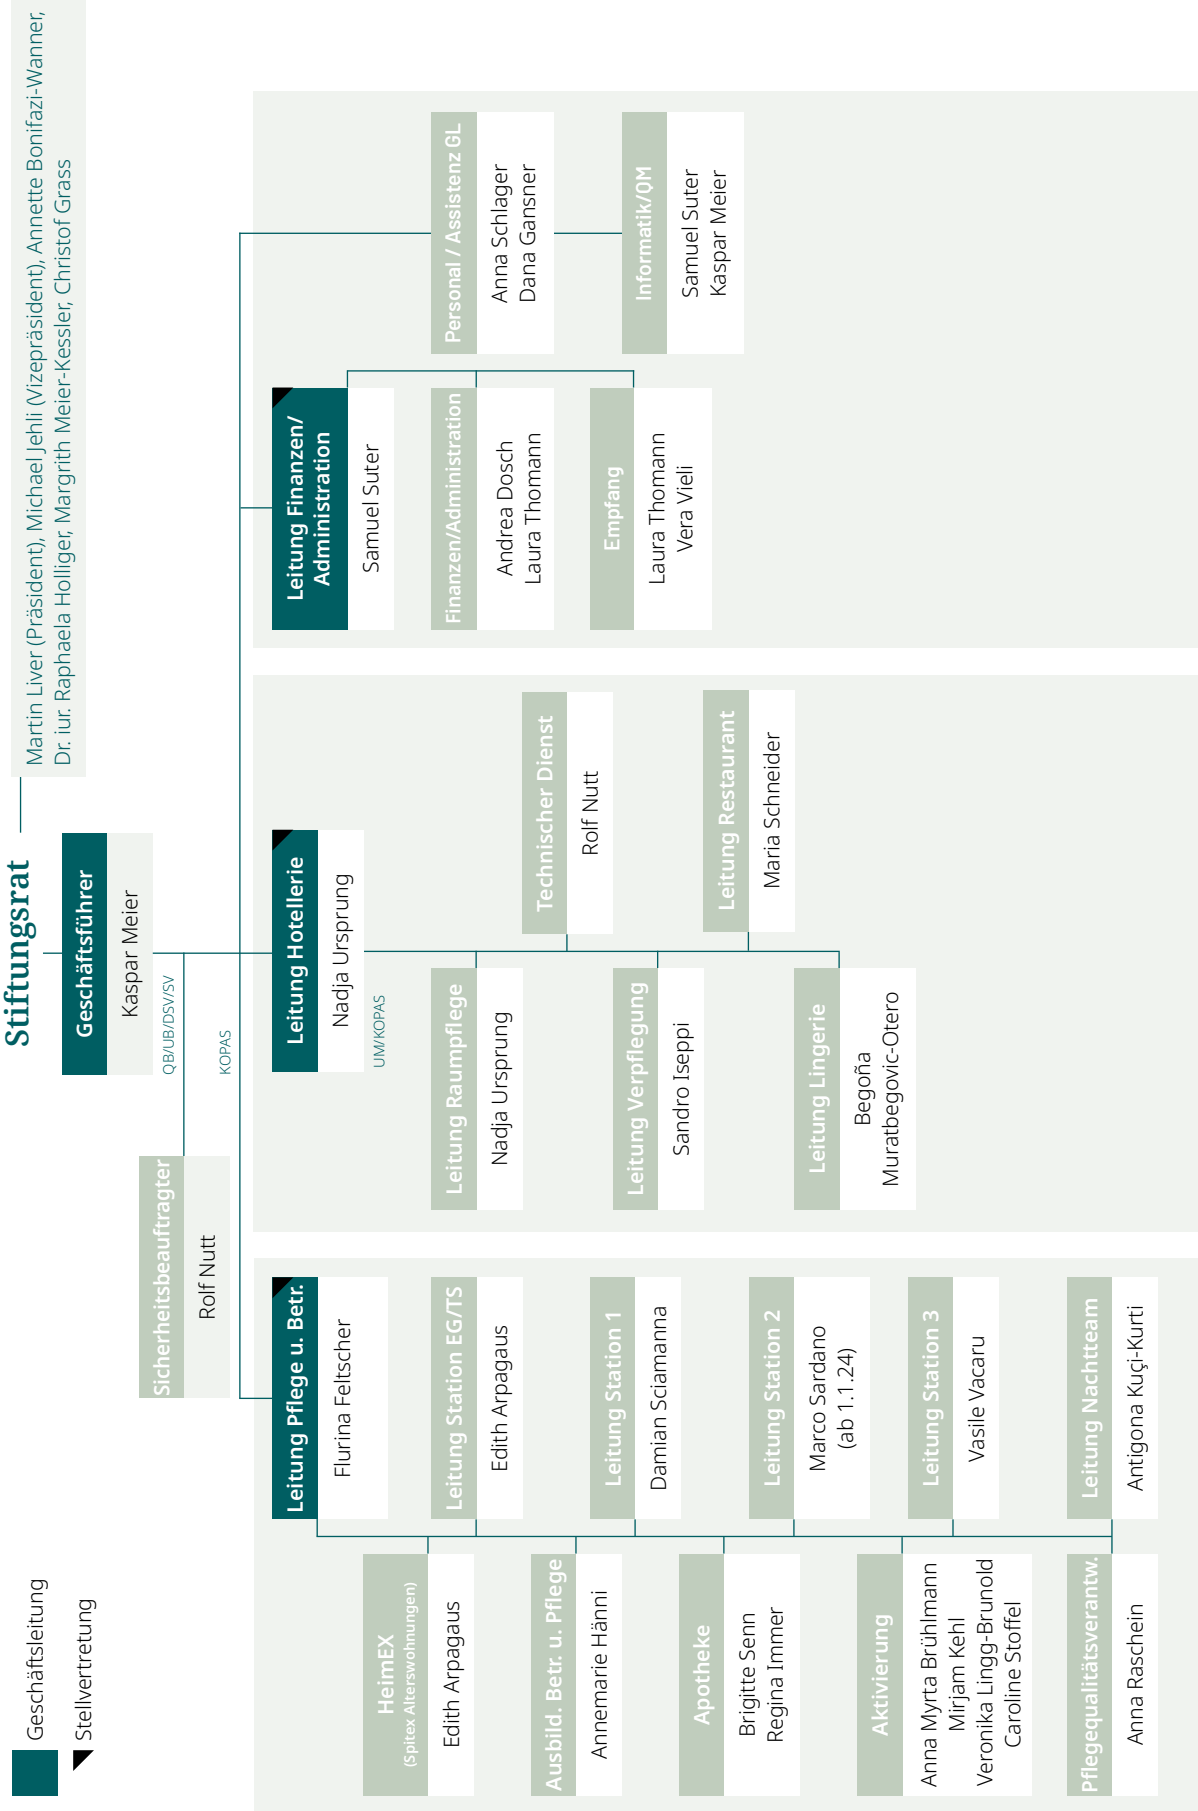 Geschäftsleitung
Stellvertretung
Stiftungsrat
Martin Liver (Präsident), Michael Jehli (Vizepräsident), Annette Bonifazi-Wanner,
Dr. iur. Raphaela Holliger, Margrith Meier-Kessler, Christof Grass
Geschäftsführer
Kaspar Meier
QB/UB/DSV/SV
Sicherheitsbeauftragter
Rolf Nutt
KOPAS
Leitung Pflege u. Betr.
Flurina Feltscher
HeimEX
(Spitex Alterswohnungen)
Edith Arpagaus
Leitung Station EG/TS
Edith Arpagaus
Ausbild. Betr. u. Pflege
Annemarie Hänni
Leitung Station 1
Damian Sciamanna
Apotheke
Brigitte Senn
Regina Immer
Leitung Station 2
Marco Sardano
(ab 1.1.24)
Aktivierung
Anna Myrta Brühlmann
Mirjam Kehl
Veronika Lingg-Brunold
Caroline Stoffel
Leitung Station 3
Vasile Vacaru
Pflegequalitätsverantw.
Anna Raschein
Leitung Nachtteam
Antigona Kuçi-Kurti
Leitung Hotellerie
Nadja Ursprung
UM/KOPAS
Leitung Raumpflege
Nadja Ursprung
Technischer Dienst
Rolf Nutt
Leitung Verpflegung
Sandro Iseppi
Leitung Restaurant
Maria Schneider
Leitung Lingerie
Begoña
Muratbegovic-Otero
Leitung Finanzen/
Administration
Samuel Suter
Finanzen/Administration
Andrea Dosch
Laura Thomann
Empfang
Laura Thomann
Vera Vieli
Personal / Assistenz GL
Anna Schlager
Dana Gansner
Informatik/QM
Samuel Suter
Kaspar Meier